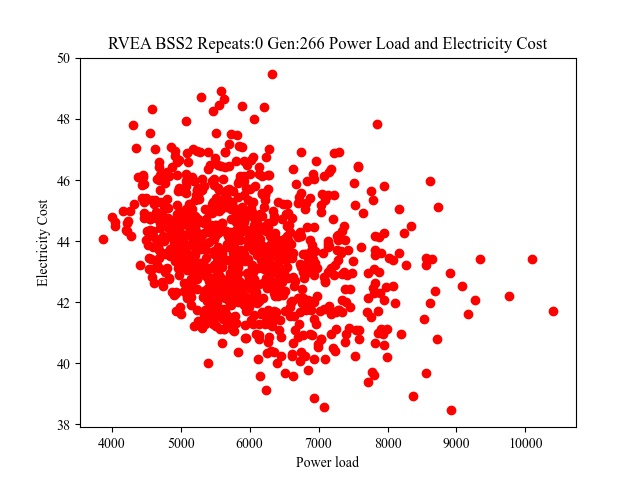 RVEA BSS2 Repeats:0 Gen:266 Power Load and Electricity Cost
50
48
46
44
42
40
38
Electricity Cost
4000 5000 6000 7000 8000 9000 10000
Power load